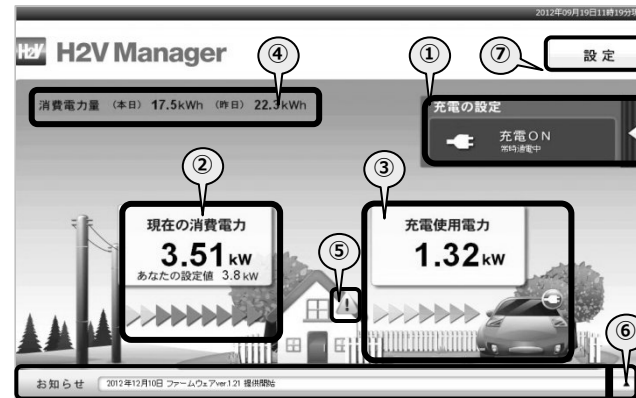 2012年09月19日11時19分
H2V H2V Manager
④
①
⑦
設定
消費電力量 (本日) 17.5kWh (昨日) 22.3kWh
充電の設定
充電ON
常時通電中
②
③
現在の消費電力
3.51kW
あなたの設定値 3.8kW
充電使用電力
1.32kW
⑤
⑥
お知らせ 2012年12月10日 ファームウェアver.1.21 提供開始